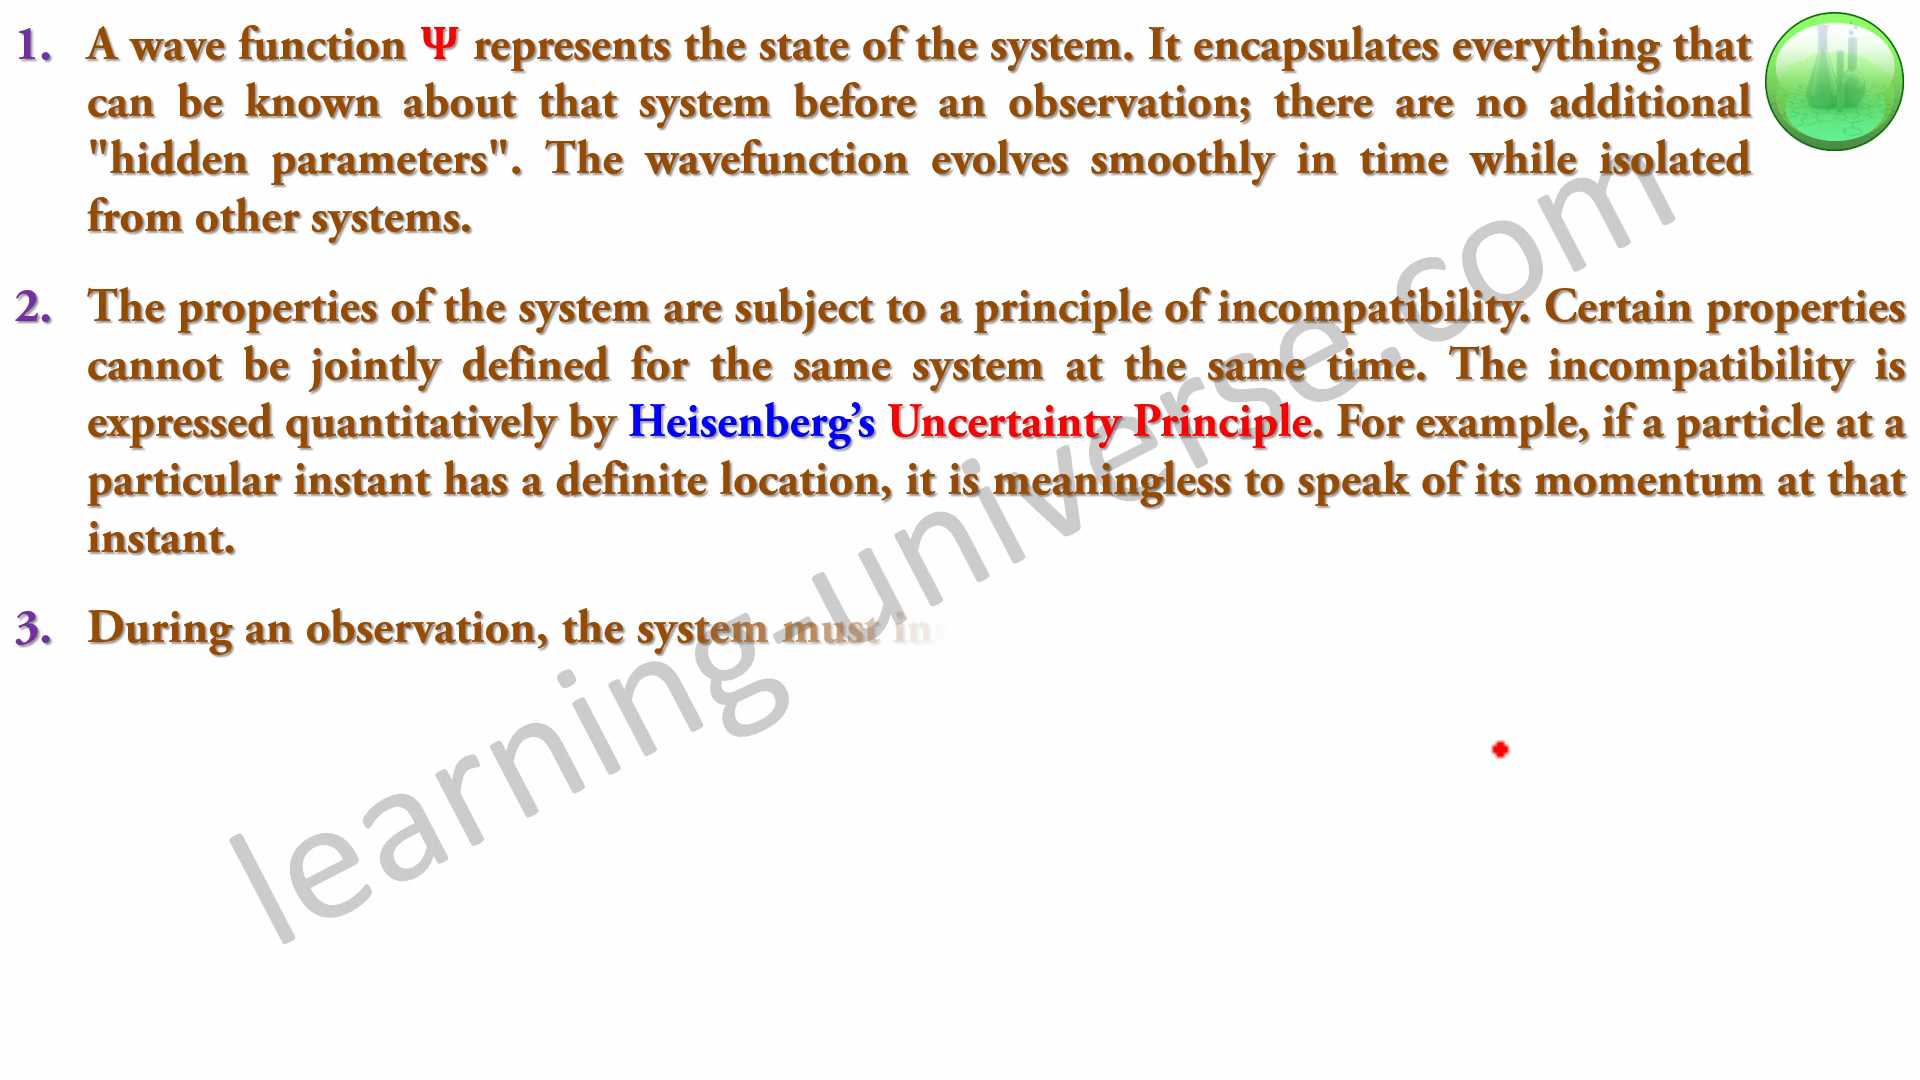 1. A wave function Ψ represents the state of the system. It encapsulates everything that
can be known about that system before an observation; there are no additional
"hidden parameters". The wavefunction evolves smoothly in time while isolated
from other systems.
2. The properties of the system are subject to a principle of incompatibility. Certain properties
cannot be jointly defined for the same system at the same time. The incompatibility is
expressed quantitatively by Heisenberg’s Uncertainty Principle. For example, if a particle at a
particular instant has a definite location, it is meaningless to speak of its momentum at that
instant.
3. During an observation, the system must
learning-universe.com